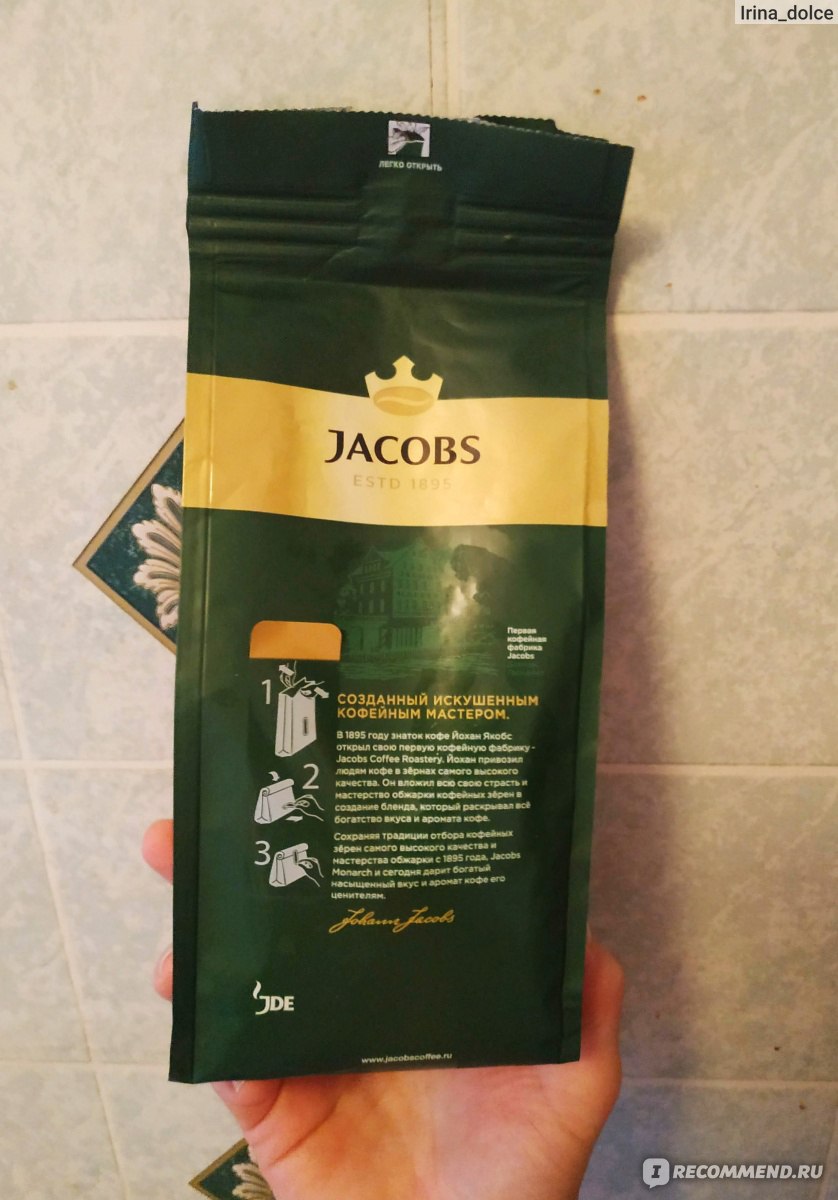 Irina_dolce
ЛЕГКО ОТКРЫТЬ
JACOBS
ESTD 1895
Первая
кофейная
фабрика
Jacobs
1
2
3
СОЗДАННЫЙ ИСКУШЕННЫМ
КОФЕЙНЫМ МАСТЕРОМ.
В 1895 году знаток кофе Йохан Якобс
открыл свою первую кофейную фабрику -
Jacobs Coffee Roastery. Йохан привозил
людям кофе в зёрнах самого высокого
качества. Он вложил всю свою страсть и
мастерство обжарки кофейных зёрен в
создание бленда, который раскрывал всё
богатство вкуса и аромата кофе.
Сохраняя традиции отбора кофейных
зёрен самого высокого качества и
мастерства обжарки с 1895 года, Jacobs
Monarch и сегодня дарит богатый
насыщенный вкус и аромат кофе его
ценителям.
Johann Jacobs
JDE
www.jacobscoffee.ru
I RECOMMEND.RU